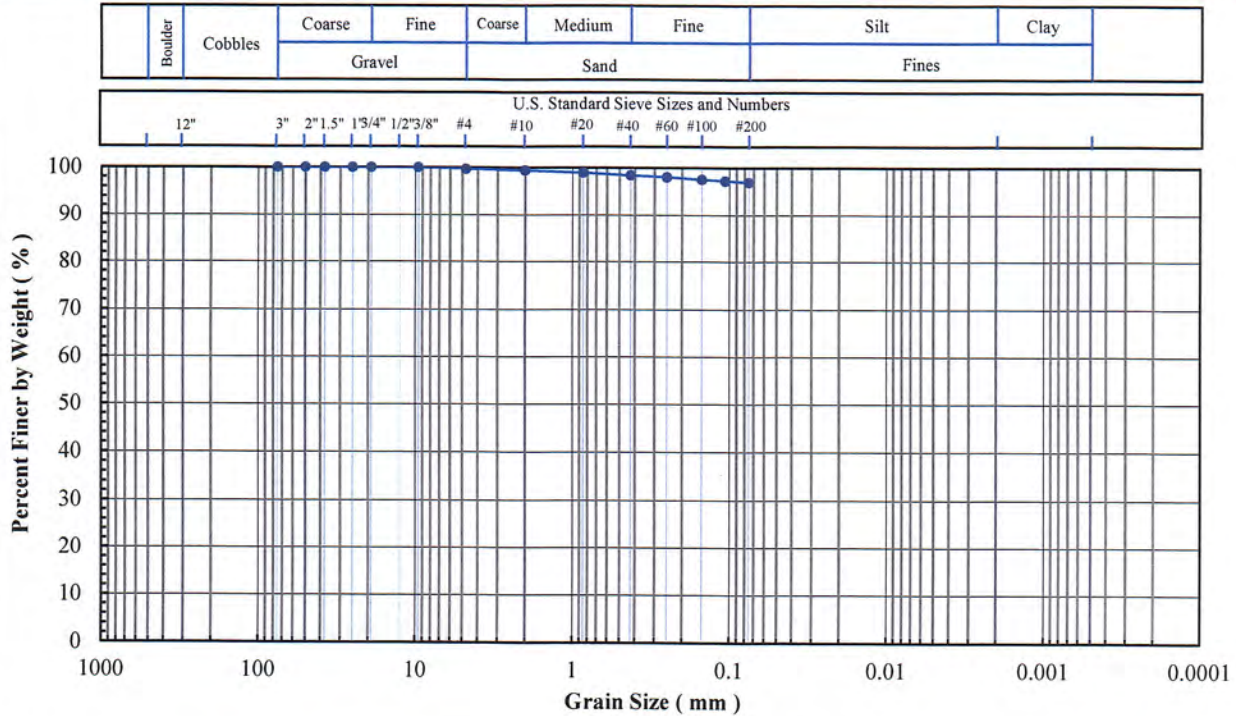 Boulder
Cobbles
Coarse Fine Coarse Medium Fine Silt Clay
Gravel Sand Fines
U.S. Standard Sieve Sizes and Numbers
12" 3" 2" 1.5" 1" 3/4" 1/2" 3/8" #4 #10 #20 #40 #60 #100 #200
Percent Finer by Weight ( % )
100
90
80
70
60
50
40
30
20
10
0
1000 100 10 1 0.1 0.01 0.001 0.0001
Grain Size ( mm )